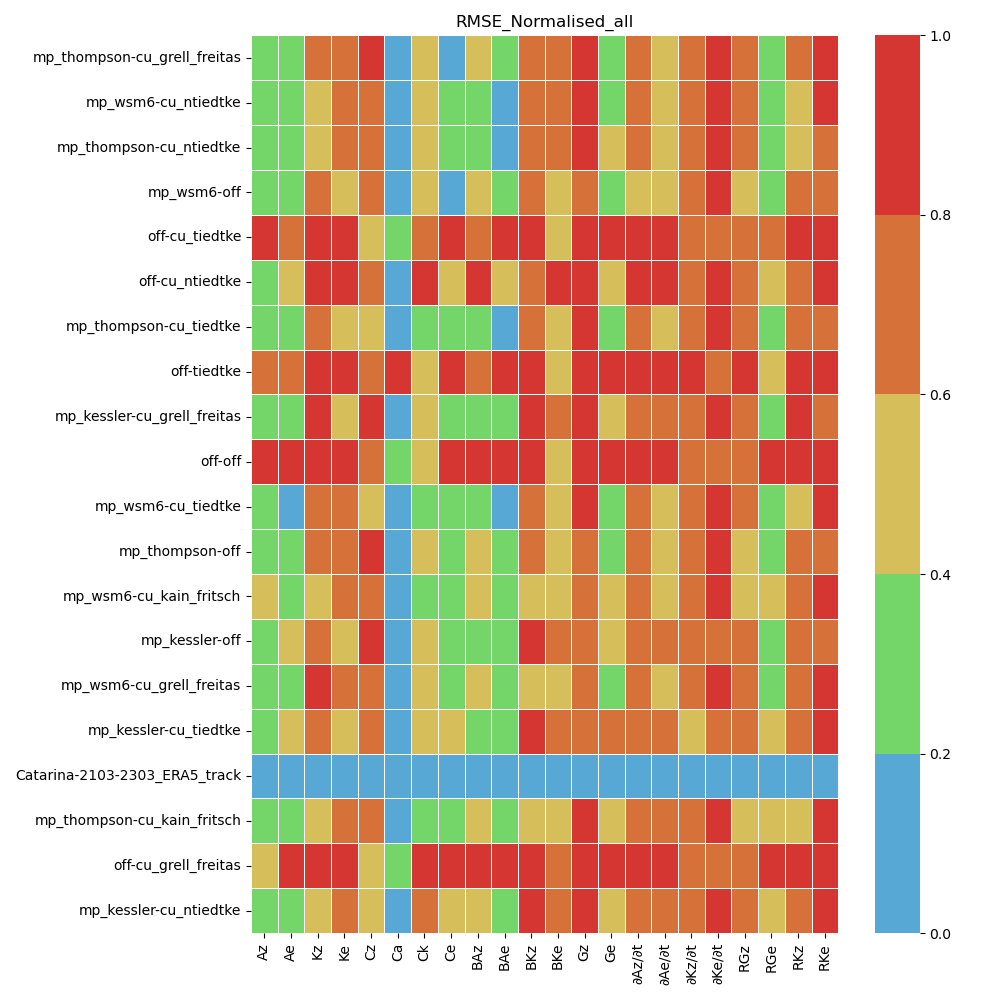 RMSE_Normalised_all
mp_thompson-cu_grell_freitas
mp_wsm6-cu_ntiedtke
mp_thompson-cu_ntiedtke
mp_wsm6-off
off-cu_tiedtke
off-cu_ntiedtke
mp_thompson-cu_tiedtke
off-tiedtke
mp_kessler-cu_grell_freitas
off-off
mp_wsm6-cu_tiedtke
mp_thompson-off
mp_wsm6-cu_kain_fritsch
mp_kessler-off
mp_wsm6-cu_grell_freitas
mp_kessler-cu_tiedtke
Catarina-2103-2303_ERA5_track
mp_thompson-cu_kain_fritsch
off-cu_grell_freitas
mp_kessler-cu_ntiedtke
Az
Ae
Kz
Ke
Cz
Ca
Ck
Ce
BAz
BAe
BKz
BKe
Gz
Ge
∂Az/∂t
∂Ae/∂t
∂Kz/∂t
∂Ke/∂t
RGz
RGe
RKz
RKe
1.0
0.8
0.6
0.4
0.2
0.0